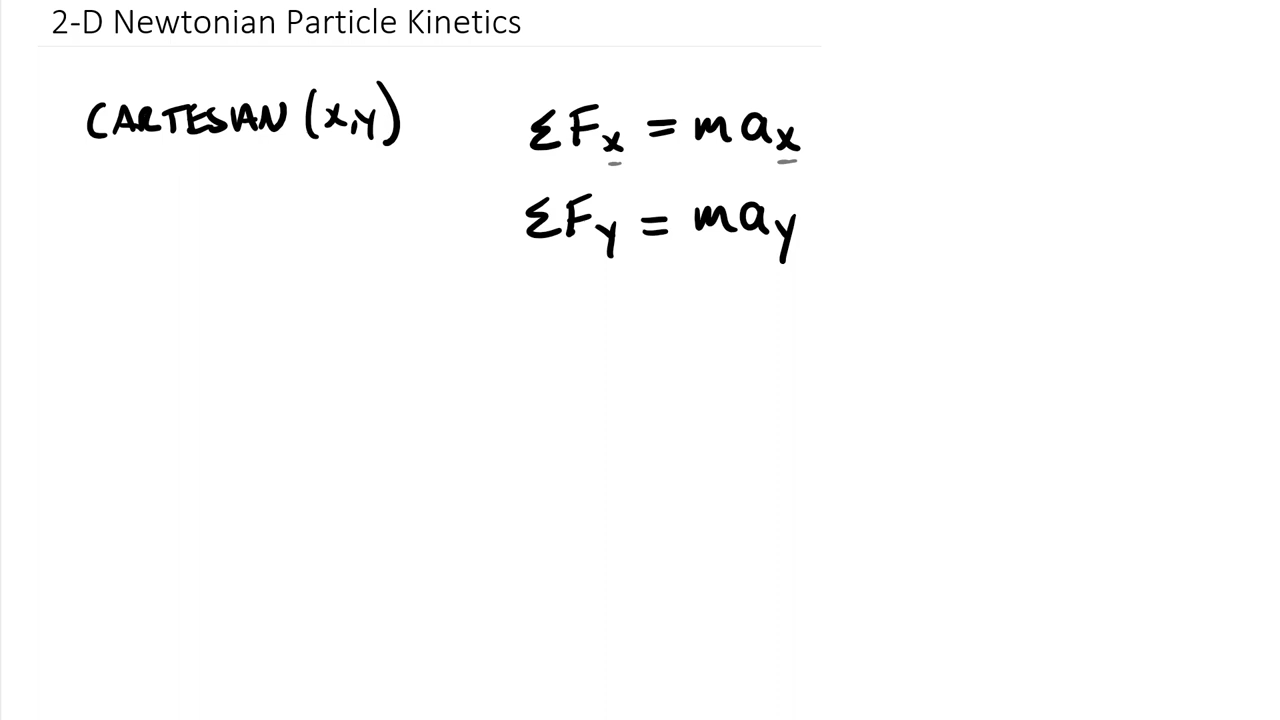 2-D Newtonian Particle Kinetics
CARTESIAN (x,y)
ΣFx = max
ΣFy = may